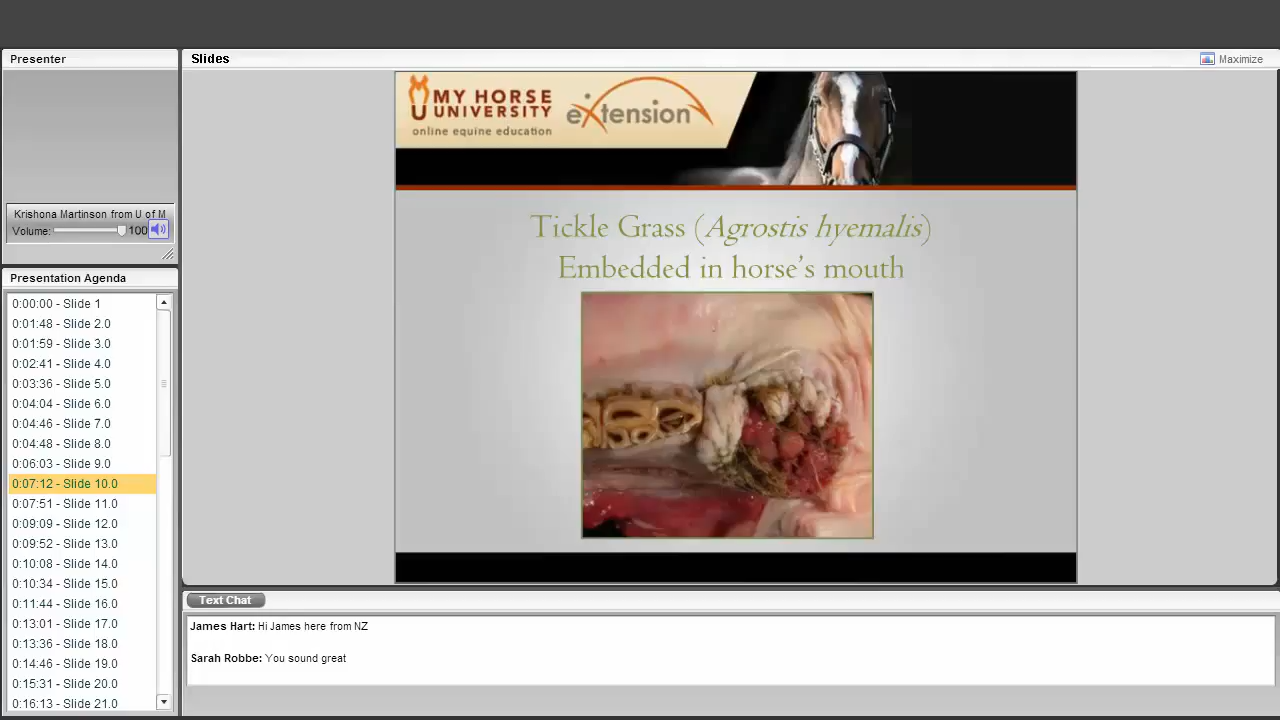 Presenter
Krishona Martinson from U of M
Volume: 100
Presentation Agenda
0:00:00 - Slide 1
0:01:48 - Slide 2.0
0:01:59 - Slide 3.0
0:02:41 - Slide 4.0
0:03:36 - Slide 5.0
0:04:04 - Slide 6.0
0:04:46 - Slide 7.0
0:04:48 - Slide 8.0
0:06:03 - Slide 9.0
0:07:12 - Slide 10.0
0:07:51 - Slide 11.0
0:09:09 - Slide 12.0
0:09:52 - Slide 13.0
0:10:08 - Slide 14.0
0:10:34 - Slide 15.0
0:11:44 - Slide 16.0
0:13:01 - Slide 17.0
0:13:36 - Slide 18.0
0:14:46 - Slide 19.0
0:15:31 - Slide 20.0
0:16:13 - Slide 21.0
Slides
Maximize
MY HORSE
UNIVERSITY
online equine education
eXtension
Tickle Grass (Agrostis hyemalis)
Embedded in horse's mouth
Text Chat
James Hart: Hi James here from NZ
Sarah Robbe: You sound great